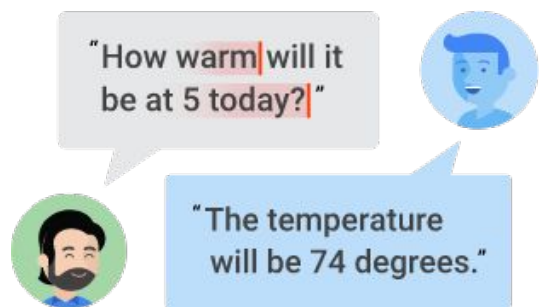 “How warm will it
be at 5 today?”
“The temperature
will be 74 degrees.”